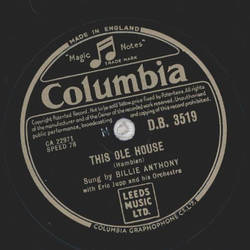 MADE IN ENGLAND
"Magic Notes"
TRADE MARK
Columbia
CA 22971
SPEED 78
D.B. 3519
THIS OLE HOUSE
(Hamblen)
Sung by BILLIE ANTHONY
with Eric Jupp and his Orchestra
LEEDS
MUSIC
LTD.
COLUMBIA GRAPHOPHONE C? LTD.